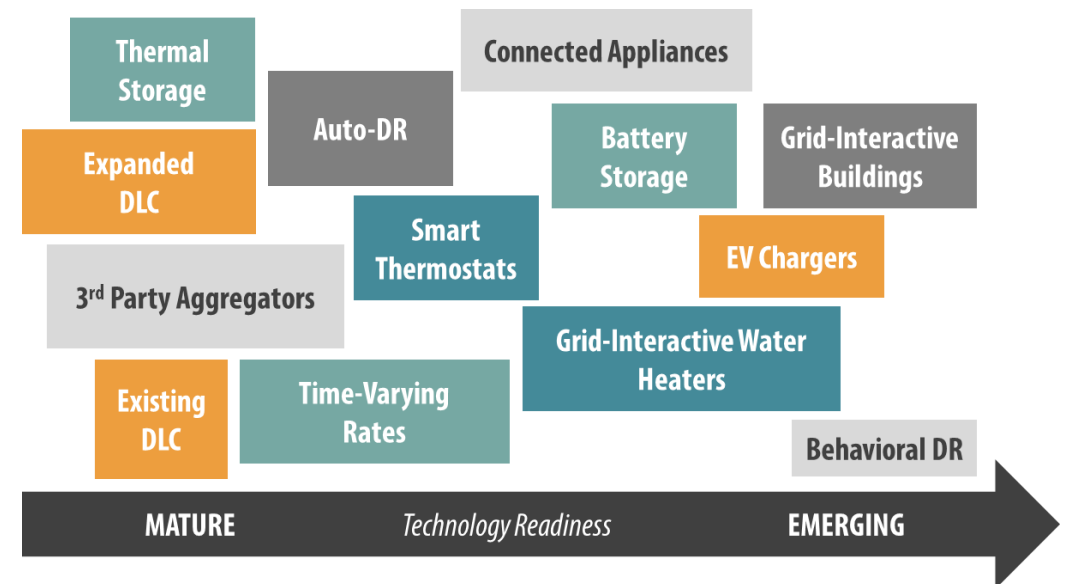 Thermal
Storage
Connected Appliances
Auto-DR
Battery
Storage
Grid-Interactive
Buildings
Expanded
DLC
Smart
Thermostats
EV Chargers
3rd Party Aggregators
Grid-Interactive Water
Heaters
Existing
DLC
Time-Varying
Rates
Behavioral DR
MATURE
Technology Readiness
EMERGING